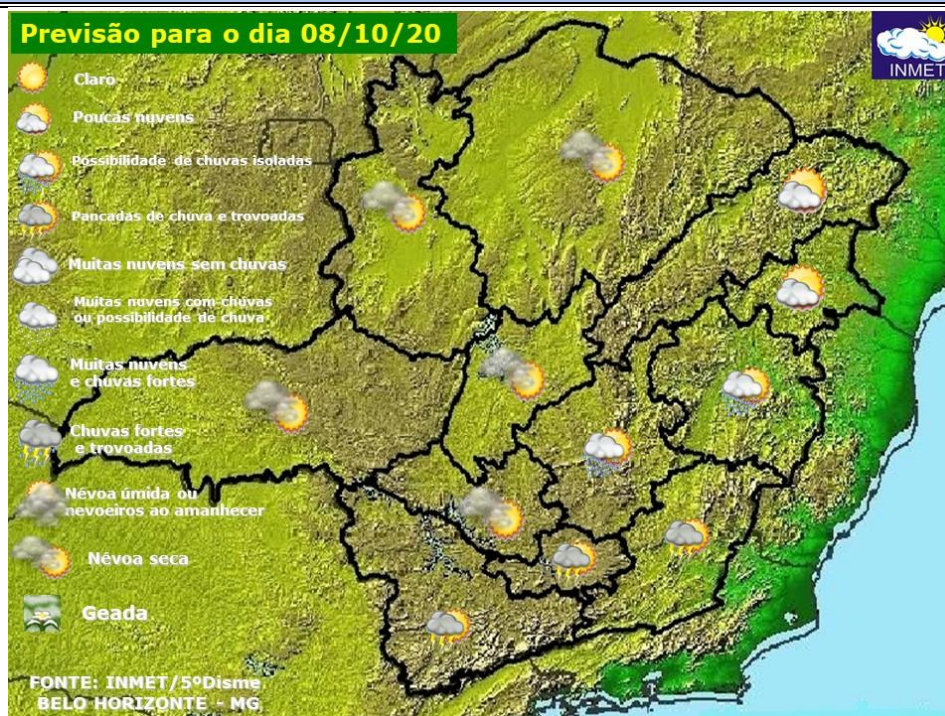 Previsão para o dia 08/10/20
INMET
Claro
Poucas nuvens
Possibilidade de chuvas isoladas
Pancadas de chuva e trovoadas
Muitas nuvens sem chuvas
Muitas nuvens com chuvas
ou possibilidade de chuva
Muitas nuvens
e chuvas fortes
Chuvas fortes
e trovoadas
Névoa úmida ou
nevoeiros ao amanhecer
Névoa seca
Geada
FONTE: INMET/5ºDisme
BELO HORIZONTE - MG